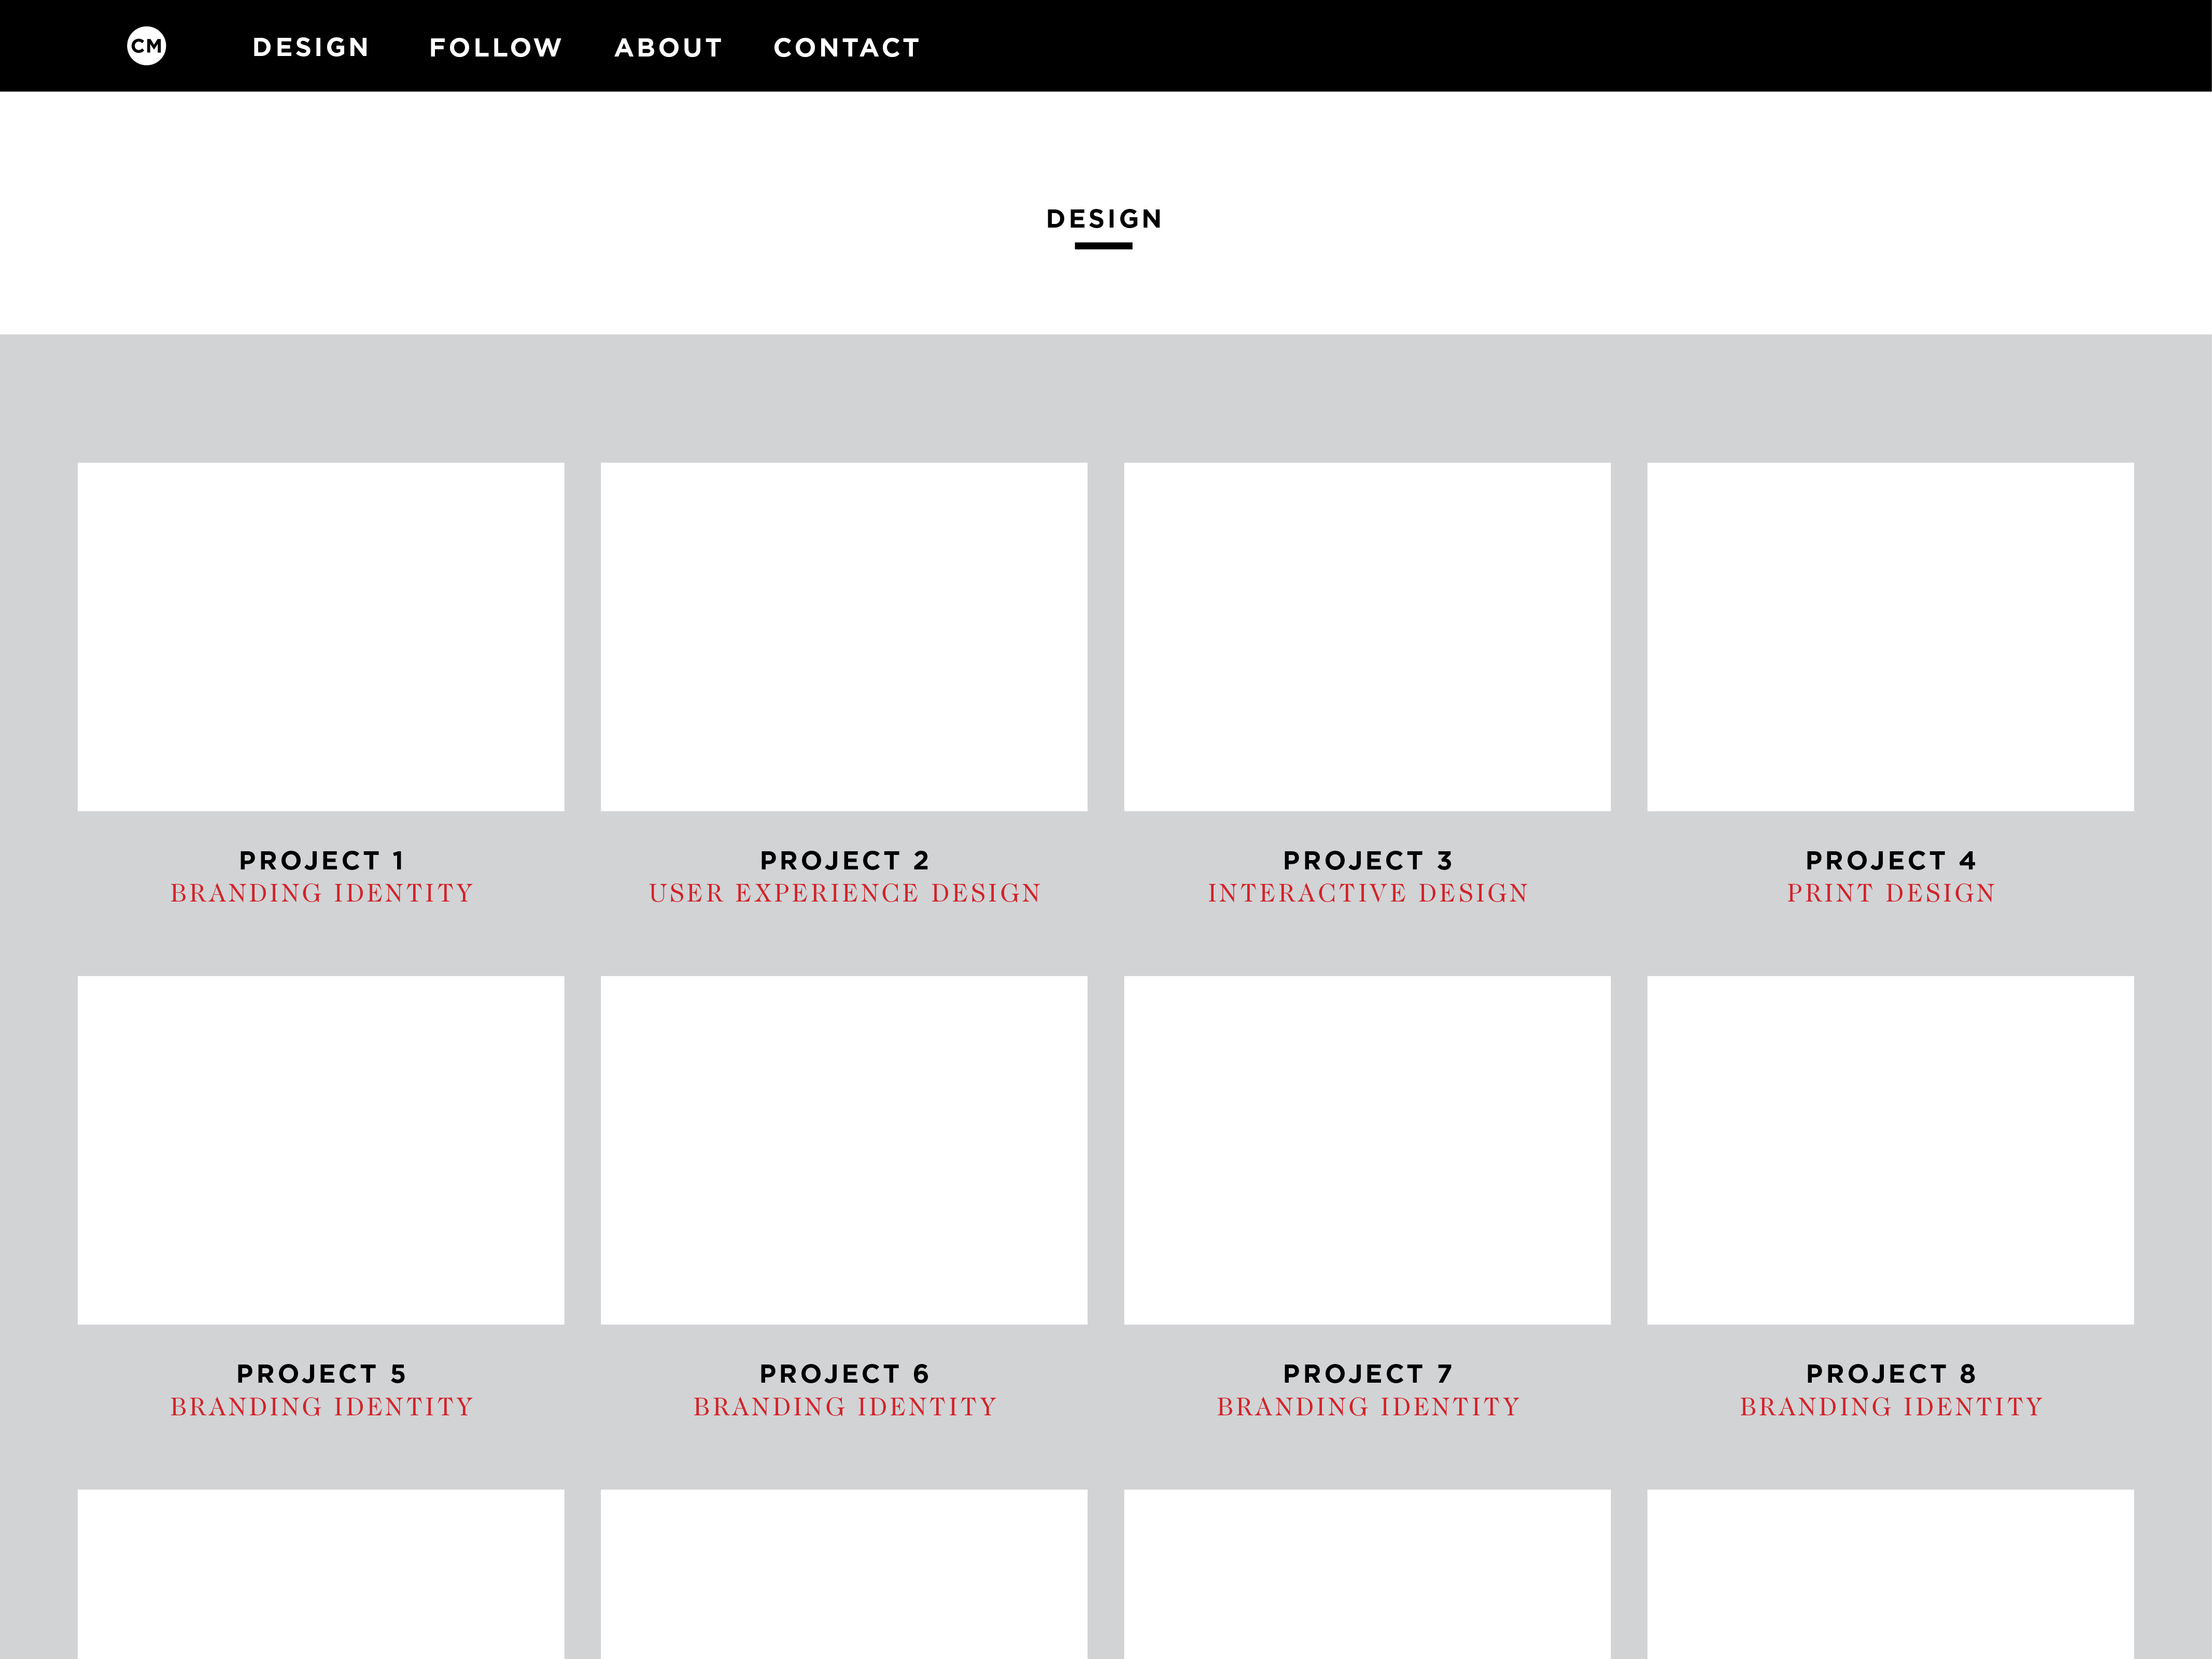 CM DESIGN FOLLOW ABOUT CONTACT
DESIGN
PROJECT 1
BRANDING IDENTITY
PROJECT 2
USER EXPERIENCE DESIGN
PROJECT 3
INTERACTIVE DESIGN
PROJECT 4
PRINT DESIGN
PROJECT 5
BRANDING IDENTITY
PROJECT 6
BRANDING IDENTITY
PROJECT 7
BRANDING IDENTITY
PROJECT 8
BRANDING IDENTITY